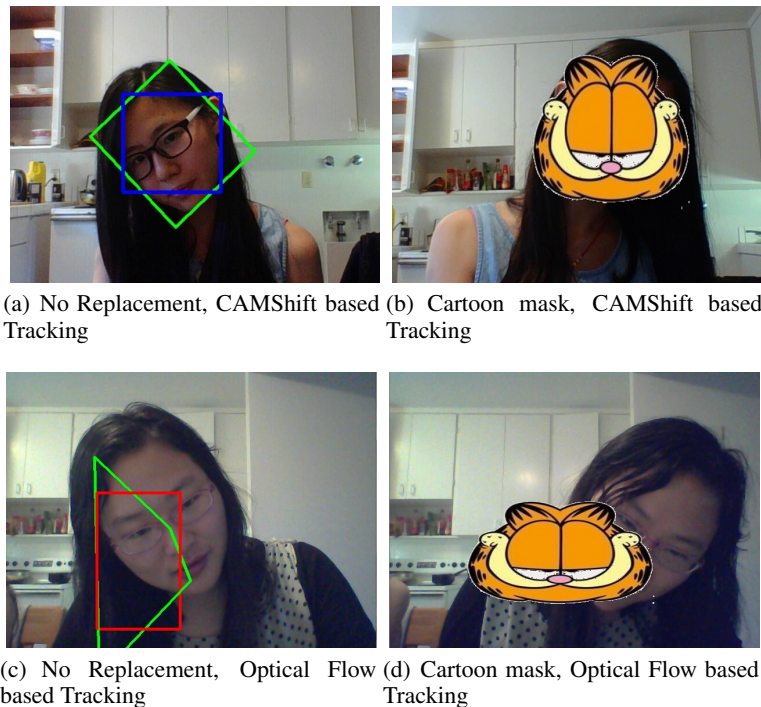 (a) No Replacement, CAMShift based
Tracking
(b) Cartoon mask, CAMShift based
Tracking
(c) No Replacement, Optical Flow
based Tracking
(d) Cartoon mask, Optical Flow based
Tracking